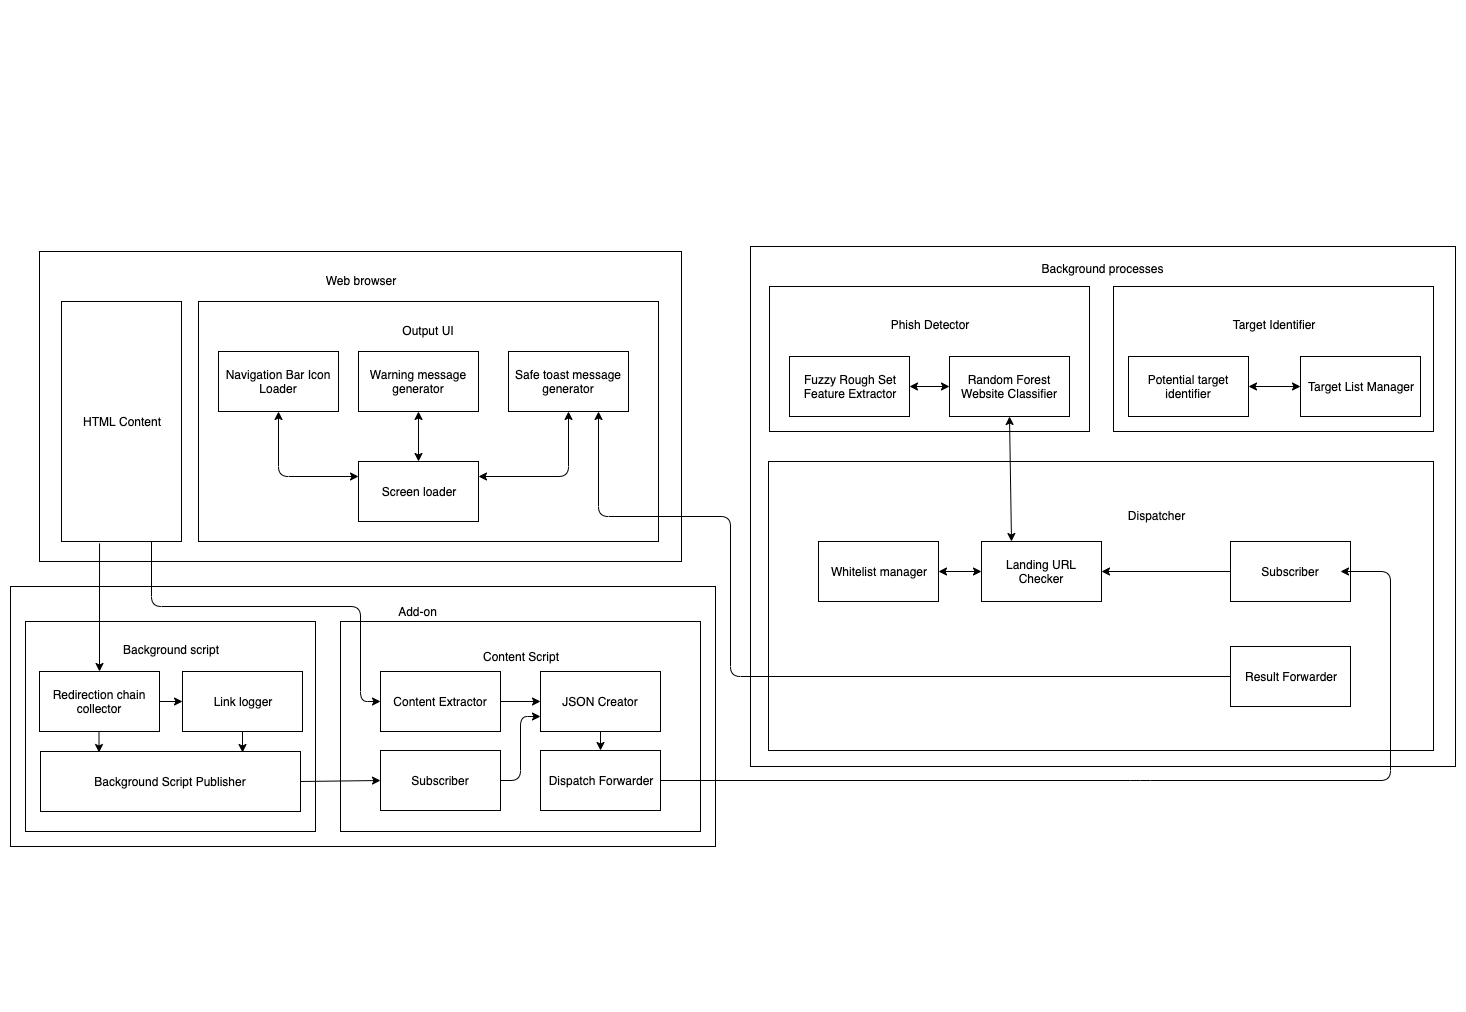 Web browser
HTML Content
Output UI
Navigation Bar Icon
Loader
Warning message
generator
Safe toast message
generator
Screen loader
Add-on
Background script
Redirection chain
collector
Link logger
Background Script Publisher
Content Script
Content Extractor
JSON Creator
Subscriber
Dispatch Forwarder
Background processes
Phish Detector
Fuzzy Rough Set
Feature Extractor
Random Forest
Website Classifier
Target Identifier
Potential target
identifier
Target List Manager
Dispatcher
Whitelist manager
Landing URL
Checker
Subscriber
Result Forwarder